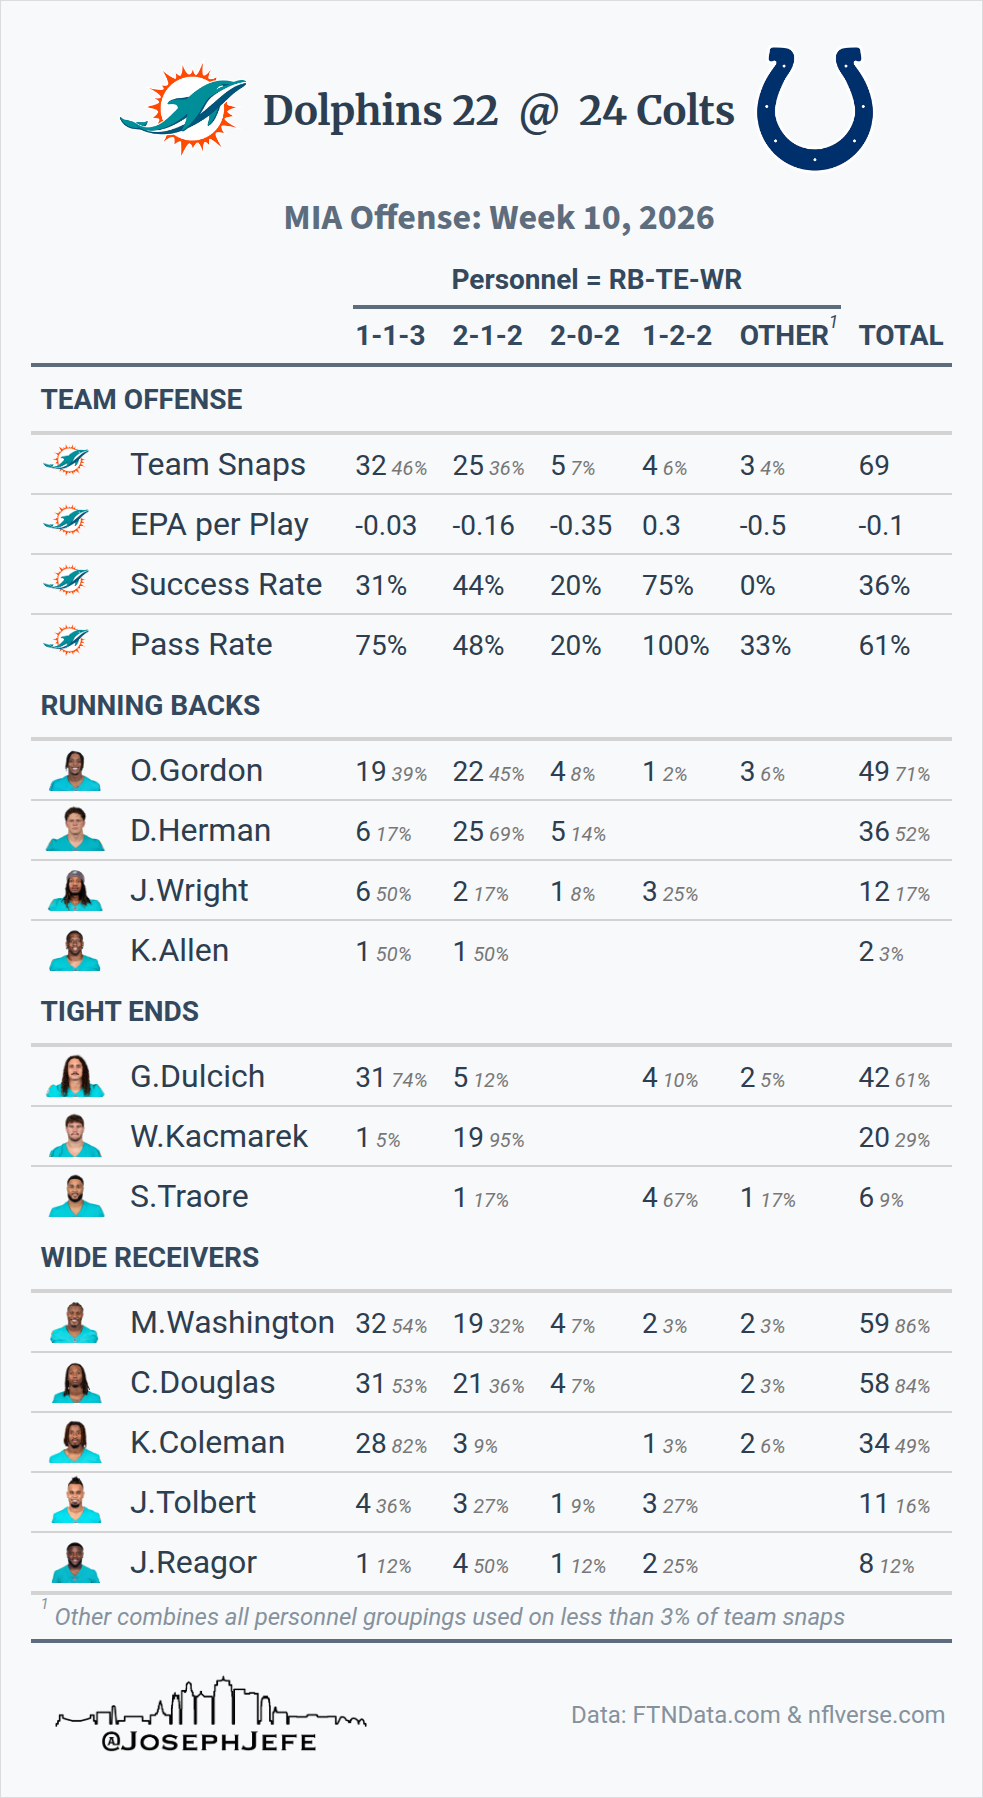 Dolphins 22 @ 24 Colts
MIA Offense: Week 10, 2026
Personnel = RB-TE-WR
1-1-3 2-1-2 2-0-2 1-2-2 OTHER1 TOTAL
TEAM OFFENSE
Team Snaps 32 46% 25 36% 5 7% 4 6% 3 4% 69
EPA per Play -0.03 -0.16 -0.35 0.3 -0.5 -0.1
Success Rate 31% 44% 20% 75% 0% 36%
Pass Rate 75% 48% 20% 100% 33% 61%
RUNNING BACKS
O.Gordon 19 39% 22 45% 4 8% 1 2% 3 6% 49 71%
D.Herman 6 17% 25 69% 5 14% 36 52%
J.Wright 6 50% 2 17% 1 8% 3 25% 12 17%
K.Allen 1 50% 1 50% 2 3%
TIGHT ENDS
G.Dulcich 31 74% 5 12% 4 10% 2 5% 42 61%
W.Kacmarek 1 5% 19 95% 20 29%
S.Traore 1 17% 4 67% 1 17% 6 9%
WIDE RECEIVERS
M.Washington 32 54% 19 32% 4 7% 2 3% 2 3% 59 86%
C.Douglas 31 53% 21 36% 4 7% 2 3% 58 84%
K.Coleman 28 82% 3 9% 1 3% 2 6% 34 49%
J.Tolbert 4 36% 3 27% 1 9% 3 27% 11 16%
J.Reagor 1 12% 4 50% 1 12% 2 25% 8 12%
1 Other combines all personnel groupings used on less than 3% of team snaps
@JOSEPHJEFE
Data: FTNData.com & nflverse.com